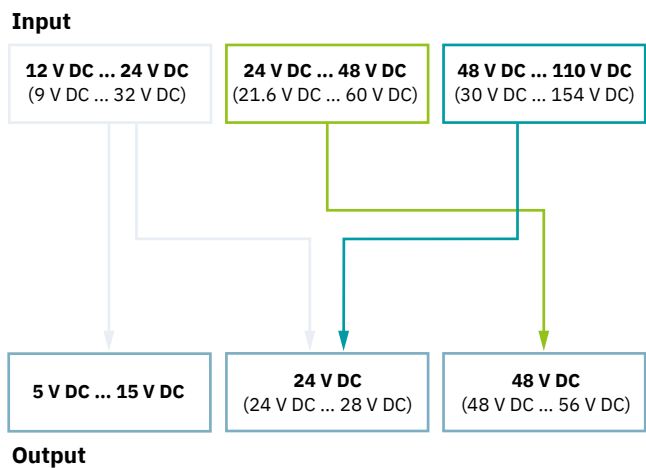 Input
12 V DC ... 24 V DC
(9 V DC ... 32 V DC)
24 V DC ... 48 V DC
(21.6 V DC ... 60 V DC)
48 V DC ... 110 V DC
(30 V DC ... 154 V DC)
5 V DC ... 15 V DC
24 V DC
(24 V DC ... 28 V DC)
48 V DC
(48 V DC ... 56 V DC)
Output